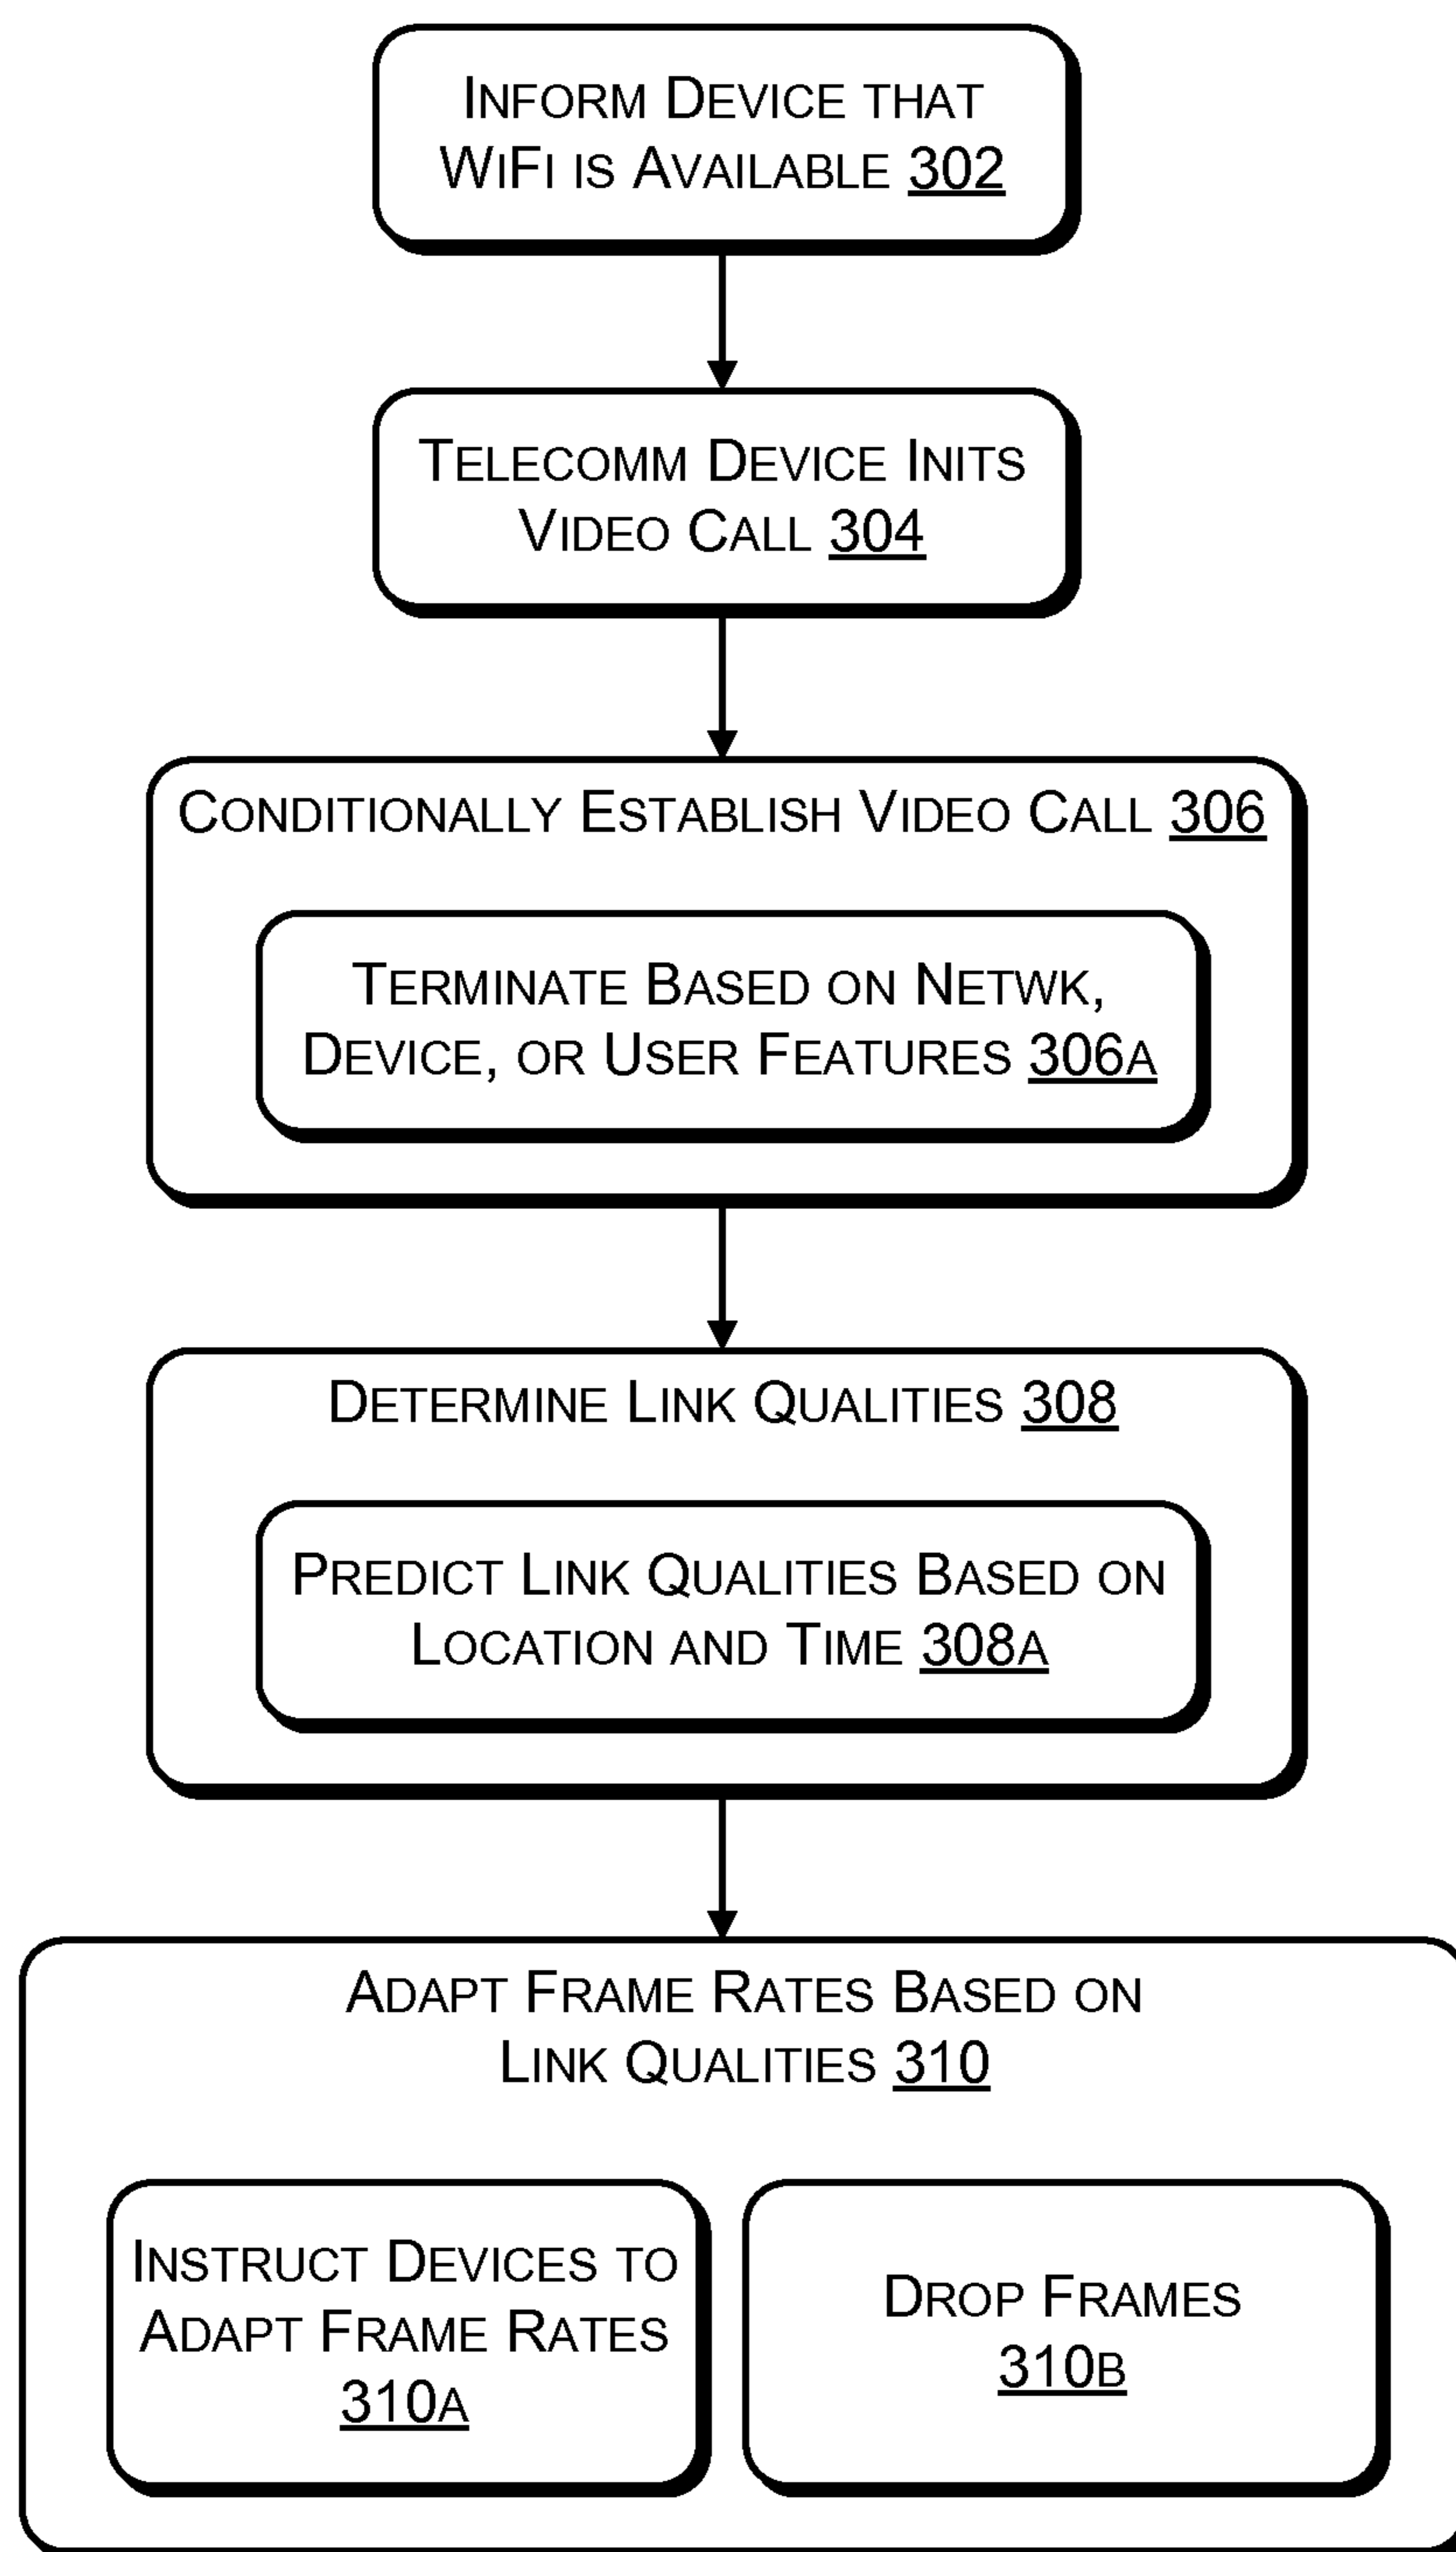 INFORM DEVICE THAT
WIFI IS AVAILABLE 302
TELECOMM DEVICE INITS
VIDEO CALL 304
CONDITIONALLY ESTABLISH VIDEO CALL 306
TERMINATE BASED ON NETWK,
DEVICE, OR USER FEATURES 306A
DETERMINE LINK QUALITIES 308
PREDICT LINK QUALITIES BASED ON
LOCATION AND TIME 308A
ADAPT FRAME RATES BASED ON
LINK QUALITIES 310
INSTRUCT DEVICES TO
ADAPT FRAME RATES
310A
DROP FRAMES
310B